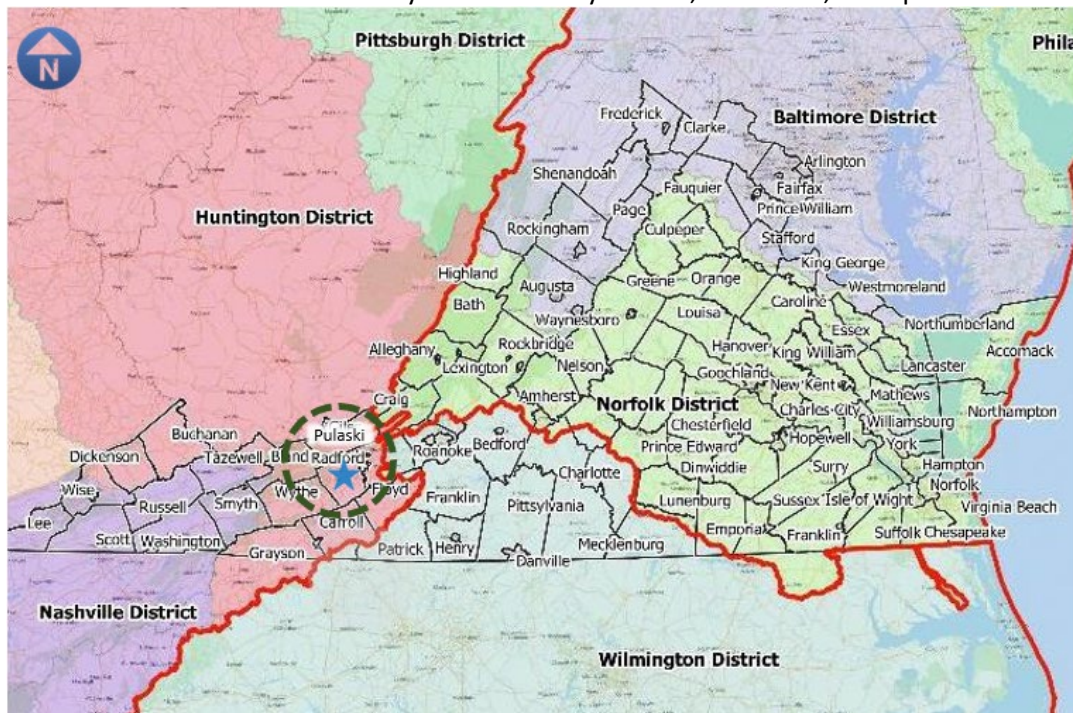 Pittsburgh District
Phila
N
Frederick
Clarke
Baltimore District
Shenandoah
Arlington
Fauquier
Fairfax
Page
Prince William
Huntington District
Rockingham
Culpeper
Stafford
King George
Highland
Augusta
Greene
Orange
Westmoreland
Bath
Caroline
Waynesboro
Louisa
Essex
Northumberland
Alleghany
Rockbridge
Hanover
King William
Accomack
Lexington
Nelson
Goochland
Lancaster
New Kent
Craig
Amherst
Norfolk District
Charles City
Mathews
Northampton
Williamsburg
Chesterfield
Pulaski
Buchanan
Bedford
Prince Edward
Hopewell
York
Dickenson
Tazewell
Bland
Radford
Roanoke
Charlotte
Dinwiddie
Surry
Hampton
Wise
Wythe
Floyd
Franklin
Norfolk
Russell
Smyth
Pittsylvania
Lunenburg
Sussex
Isle of Wight
Virginia Beach
Lee
Carroll
Scott
Washington
Emporia
Franklin
Suffolk
Chesapeake
Grayson
Patrick
Henry
Mecklenburg
Danville
Nashville District
Wilmington District